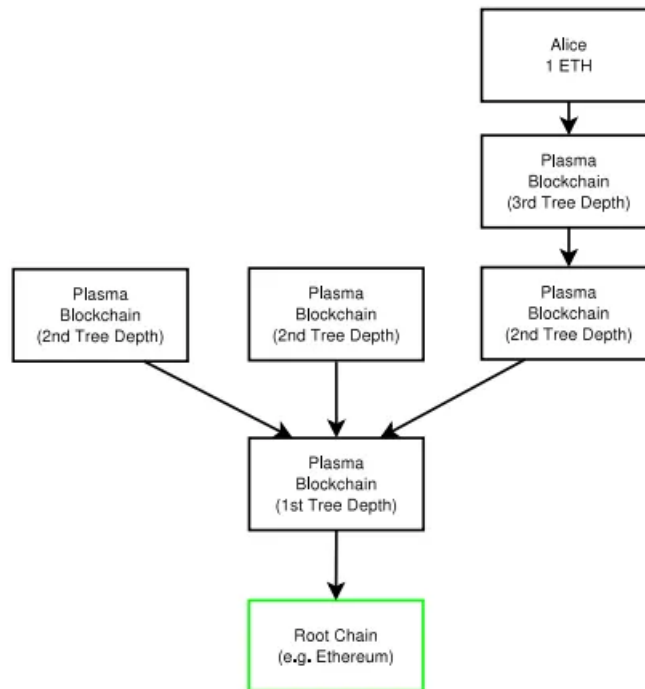 Alice
1 ETH
Plasma
Blockchain
(3rd Tree Depth)
Plasma
Blockchain
(2nd Tree Depth)
Plasma
Blockchain
(2nd Tree Depth)
Plasma
Blockchain
(2nd Tree Depth)
Plasma
Blockchain
(1st Tree Depth)
Root Chain
(e.g. Ethereum)